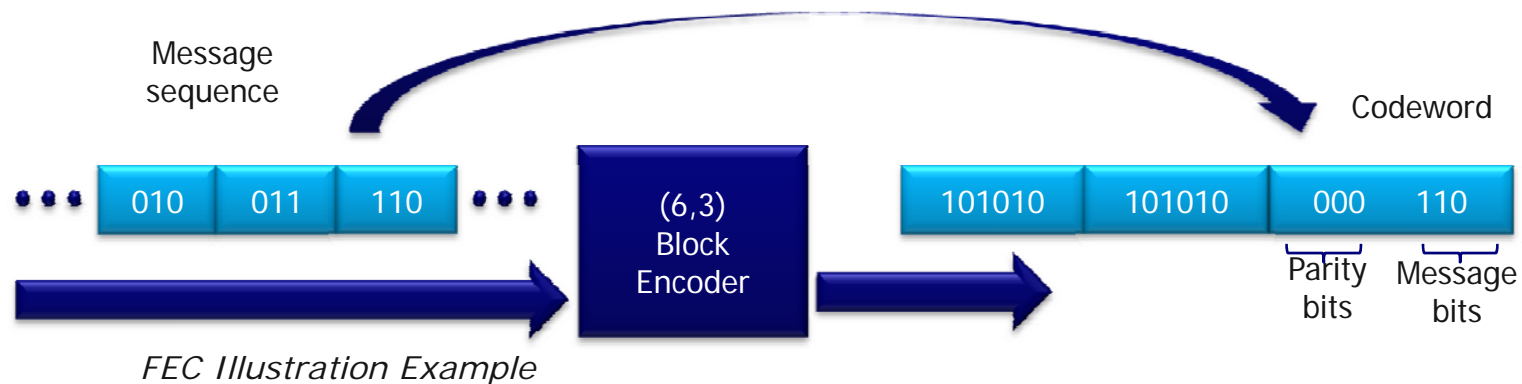 Message
sequence
Codeword
010 011 110
(6,3)
Block
Encoder
101010 101010 000 110
Parity
bits
Message
bits
FEC Illustration Example